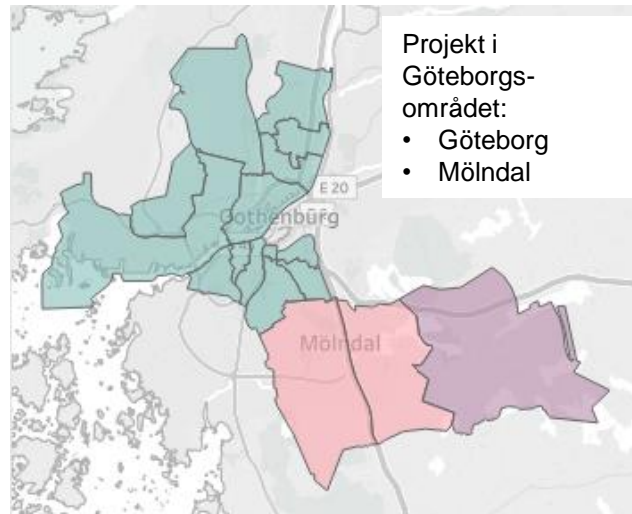 Projekt i
Göteborgs-
området:
• Göteborg
• Mölndal
E 20
Gothenburg
Mölndal